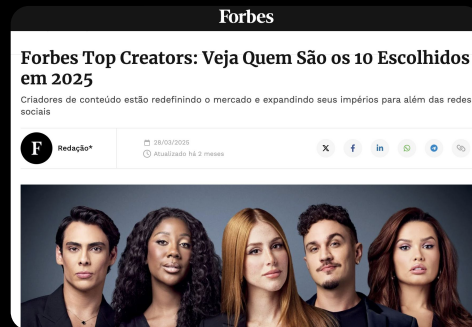 Forbes
Forbes Top Creators: Veja Quem São os 10 Escolhidos
em 2025
Criadores de conteúdo estão redefinindo o mercado e expandindo seus impérios para além das redes
sociais
F
Redação*
28/03/2025
Atualizado há 2 meses